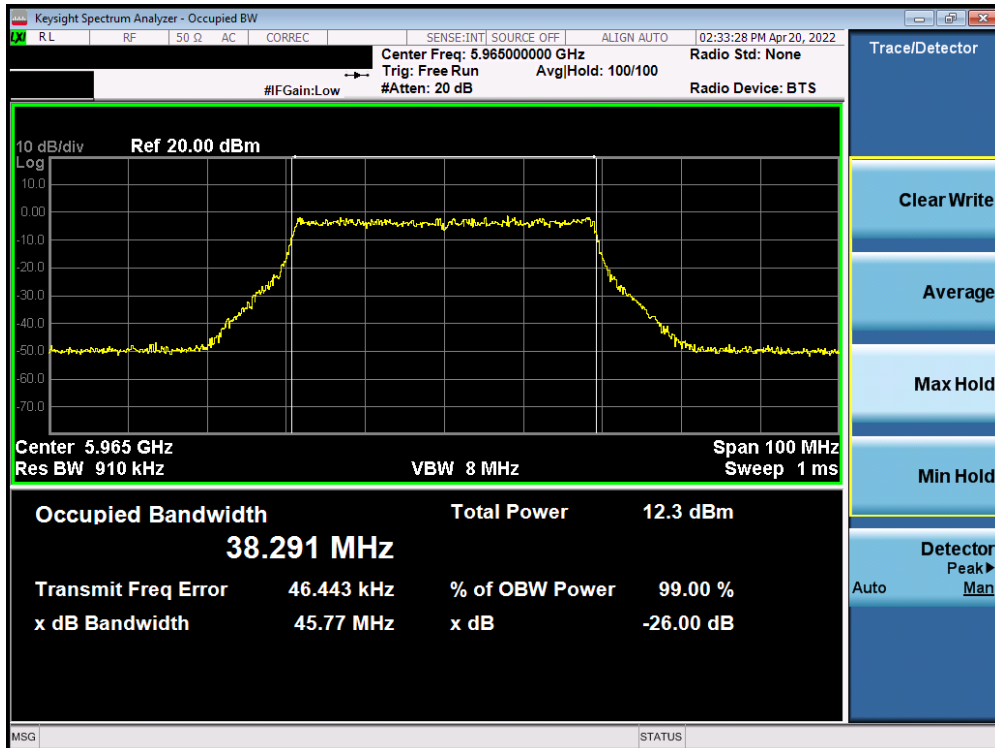 Keysight Spectrum Analyzer - Occupied BW
LXI RL RF 50 Ω AC CORREC SENSE:INT SOURCE OFF ALIGN AUTO 02:33:28 PM Apr 20, 2022
Center Freq: 5.965000000 GHz Radio Std: None
Trig: Free Run Avg|Hold: 100/100
#IFGain:Low #Atten: 20 dB Radio Device: BTS
Trace/Detector
10 dB/div Ref 20.00 dBm
Log
10.0
0.00
-10.0
-20.0
-30.0
-40.0
-50.0
-60.0
-70.0
Center 5.965 GHz Span 100 MHz
Res BW 910 kHz VBW 8 MHz Sweep 1 ms
Occupied Bandwidth Total Power 12.3 dBm
38.291 MHz
Transmit Freq Error 46.443 kHz % of OBW Power 99.00 %
x dB Bandwidth 45.77 MHz x dB -26.00 dB
Clear Write
Average
Max Hold
Min Hold
Detector
Peak▶
Auto Man
MSG STATUS